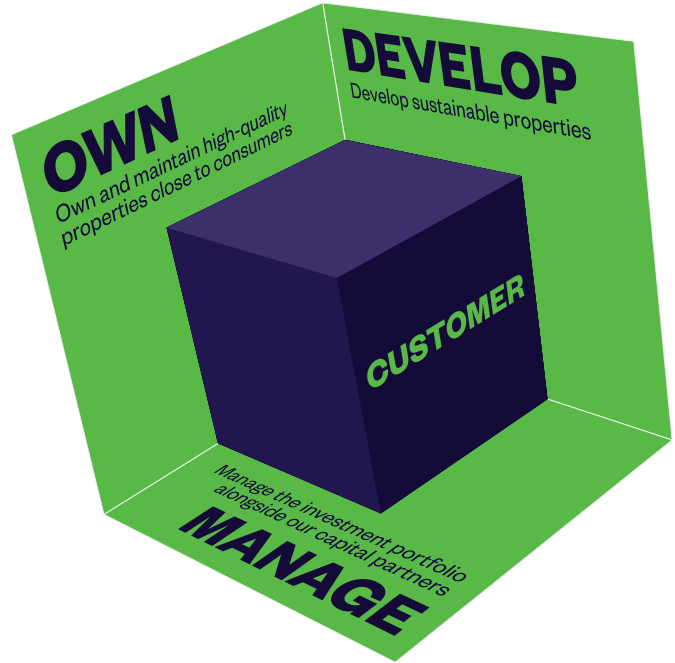 OWN
Own and maintain high-quality
properties close to consumers
DEVELOP
Develop sustainable properties
CUSTOMER
Manage the investment portfolio
alongside our capital partners
MANAGE